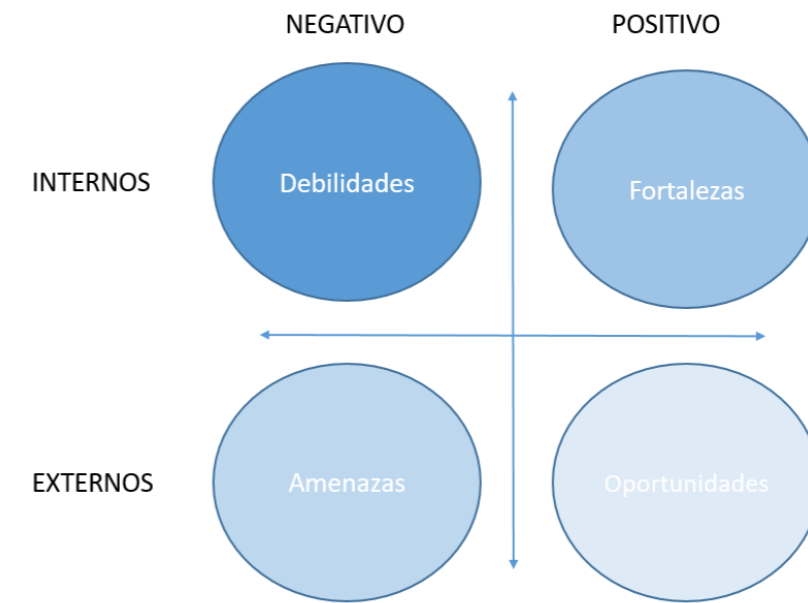 NEGATIVO
POSITIVO
INTERNOS
Debilidades
Fortalezas
EXTERNOS
Amenazas
Oportunidades